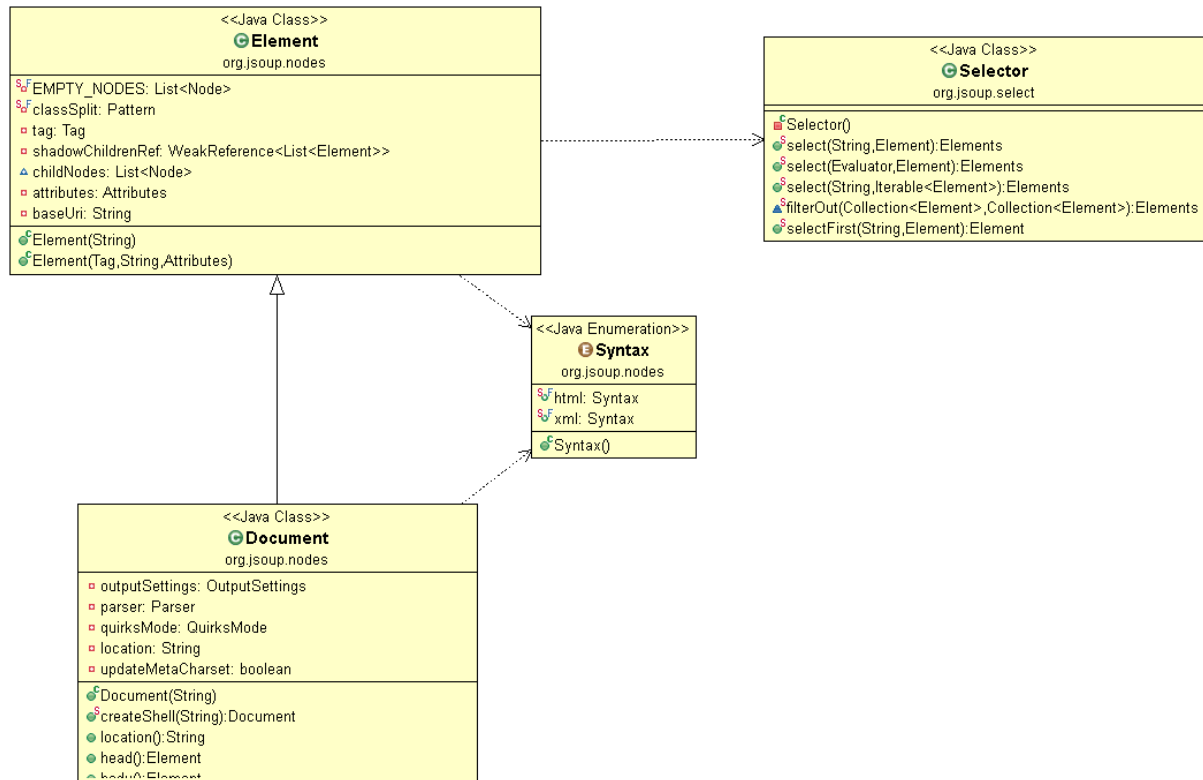 <<Java Class>>
Element
org.jsoup.nodes
EMPTY_NODES: List<Node>
classSplit: Pattern
tag: Tag
shadowChildrenRef: WeakReference<List<Element>>
childNodes: List<Node>
attributes: Attributes
baseUri: String
Element(String)
Element(Tag,String,Attributes)
<<Java Class>>
Selector
org.jsoup.select
Selector()
select(String,Element):Elements
select(Evaluator,Element):Elements
select(String,Iterable<Element>):Elements
filterOut(Collection<Element>,Collection<Element>):Elements
selectFirst(String,Element):Element
<<Java Enumeration>>
Syntax
org.jsoup.nodes
html: Syntax
xml: Syntax
Syntax()
<<Java Class>>
Document
org.jsoup.nodes
outputSettings: OutputSettings
parser: Parser
quirksMode: QuirksMode
location: String
updateMetaCharset: boolean
Document(String)
createShell(String):Document
location():String
head():Element
body():Element